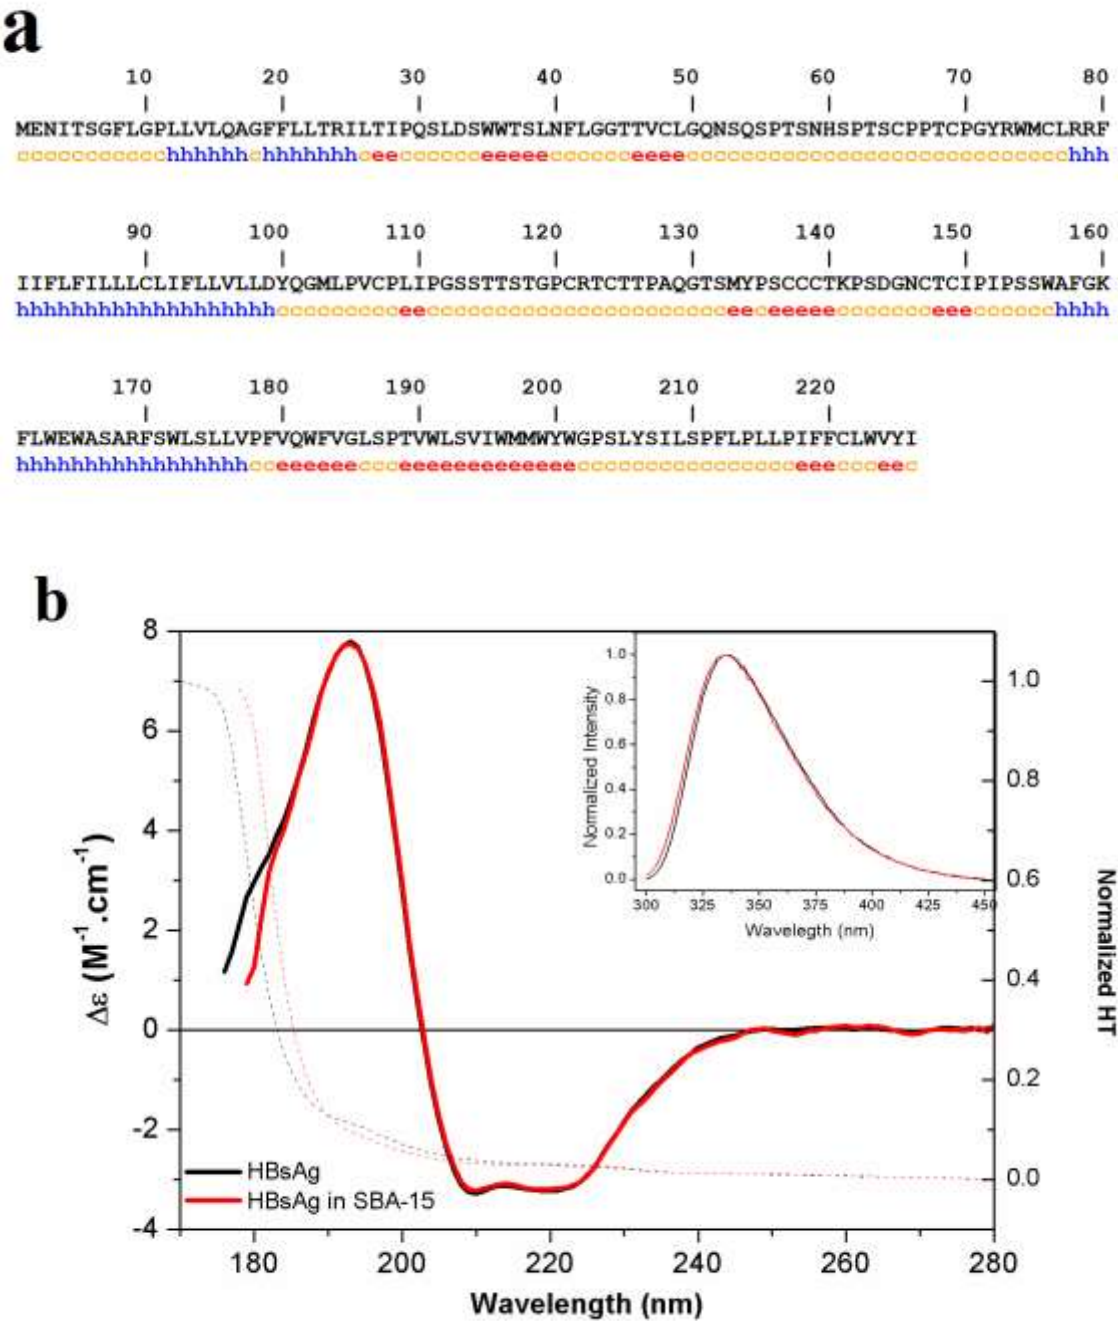 a
10 20 30 40 50 60 70 80
| | | | | | | |
MENITSGFLGPLLVLQAGFFLLTRILTIPQSLDSWWTSLNFLGGTTVCLGQNSQSPTSNHSPTSCPPTCPGYRWMCLRRF
ccccccccccchhhhhhchhhhhhhceecccccceeeeecccccceeeecccccccccccccccccccccccccccchhh
90 100 110 120 130 140 150 160
| | | | | | | |
IIFLFILLLCLIFLLVLLDYQGMLPVCPLIPGSSTTSTGPCRTCTTPAQGTSMYPSCCCTKPSDGNCTCIPIPSSWAFGK
hhhhhhhhhhhhhhhhhhhccccccccceecccccccccccccccccccccceeceeeeeccccccceeecccccchhhh
170 180 190 200 210 220
| | | | | |
FLWEWASARFSWLSLLVPFVQWFVGLSPTVWLSVIWMMWYWGPSLYSILSPFLPLLPIFFCLWVYI
hhhhhhhhhhhhhhhhhcceeeeeeccceeeeeeeeeeeeecccccccccccccccceeeccceec
b
8
6
4
2
0
-2
-4
Δε (M⁻¹.cm⁻¹)
180 200 220 240 260 280
Wavelength (nm)
HBsAg
HBsAg in SBA-15
1.0
0.8
0.6
0.4
0.2
0.0
Normalized HT
1.0
0.8
0.6
0.4
0.2
0.0
Normalized Intensity
300 325 350 375 400 425 450
Wavelegth (nm)